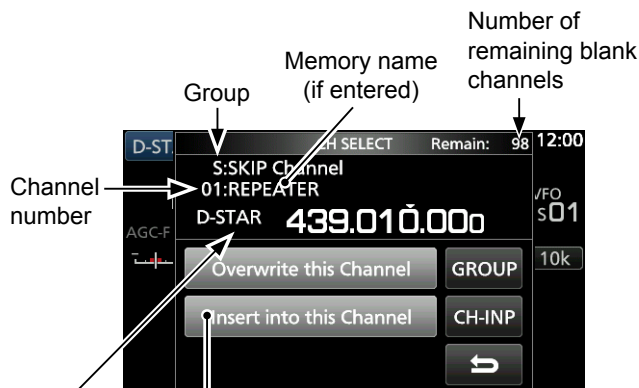 Number of
remaining blank
channels
Memory name
(if entered)
Group
D-ST
CH SELECT Remain: 98 12:00
S:SKIP Channel
Channel
number
01:REPEATER
VFO
S01
D-STAR 439.010.000
AGC-F
10k
Overwrite this Channel GROUP
Insert into this Channel CH-INP